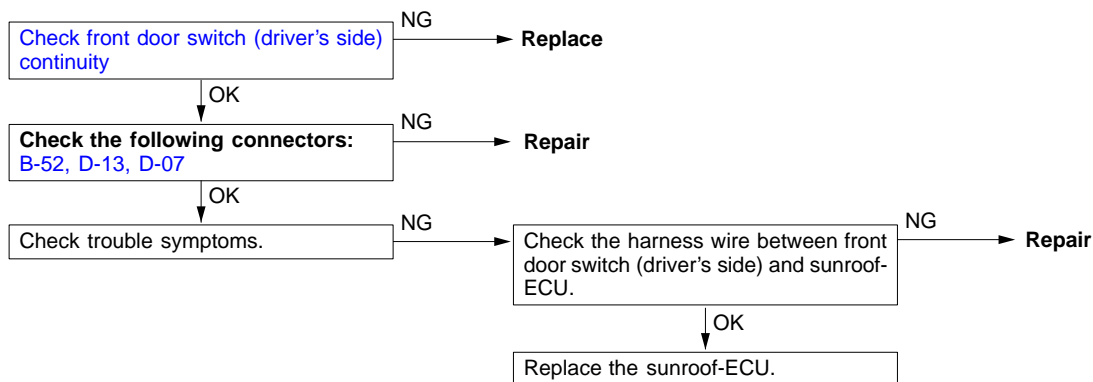 Check front door switch (driver's side)
continuity
NG
Replace
OK
Check the following connectors:
B-52, D-13, D-07
NG
Repair
OK
Check trouble symptoms.
NG
Check the harness wire between front
door switch (driver's side) and sunroof-
ECU.
NG
Repair
OK
Replace the sunroof-ECU.